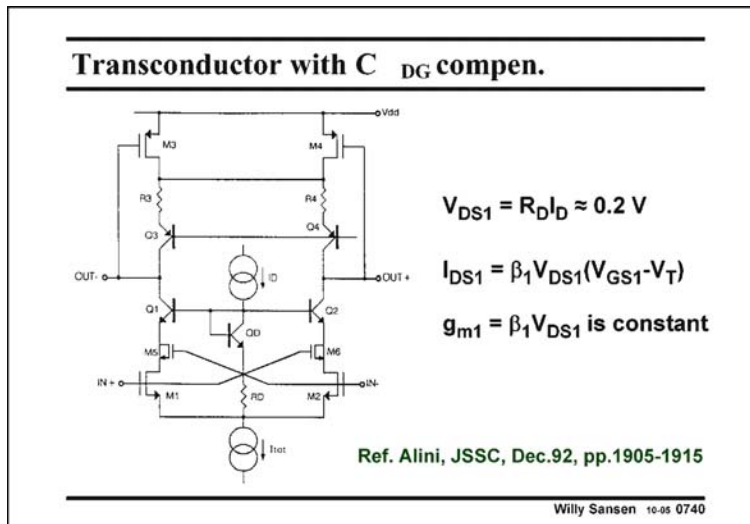 Transconductor with C DG compen.
Vdd
M3
M4
R3
R4
Q3
Q4
OUT-
ID
OUT+
Q1
Q2
QD
M5
M6
IN+
IN-
M1
RD
M2
Itot
VDS1 = RDID ≈ 0.2 V
IDS1 = β1VDS1(VGS1-VT)
gm1 = β1VDS1 is constant
Ref. Alini, JSSC, Dec.92, pp.1905-1915
Willy Sansen 10-05 0740